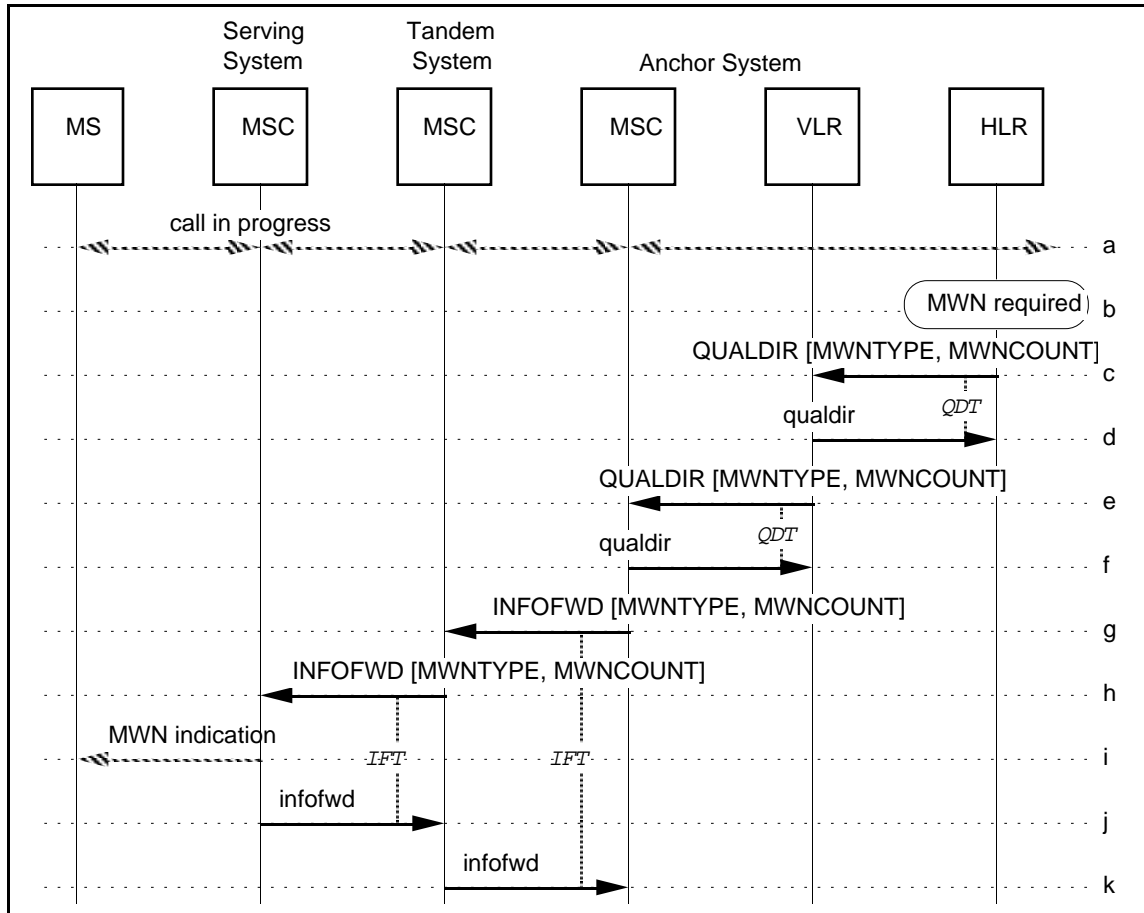 Serving System
Tandem System
Anchor System
MS
MSC
MSC
MSC
VLR
HLR
call in progress
a
MWN required
b
QUALDIR [MWNTYPE, MWNCOUNT]
c
QDT
qualdir
d
QUALDIR [MWNTYPE, MWNCOUNT]
e
QDT
qualdir
f
INFOFWD [MWNTYPE, MWNCOUNT]
g
INFOFWD [MWNTYPE, MWNCOUNT]
h
MWN indication
IFT
IFT
i
infofwd
j
infofwd
k